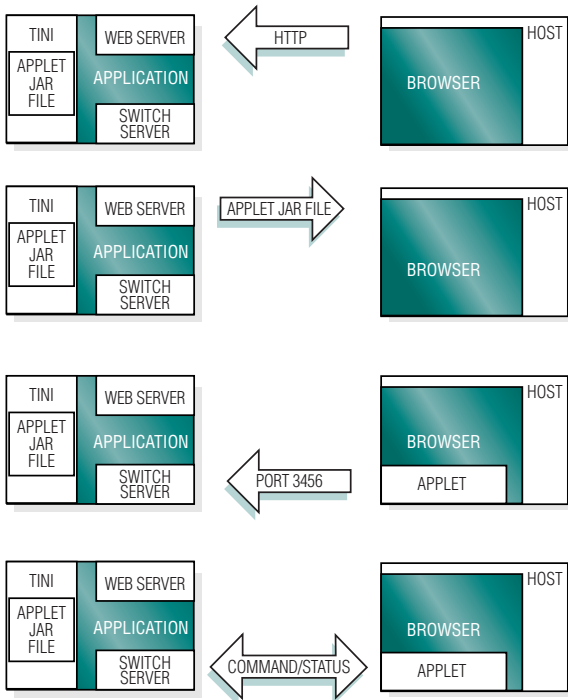 TINI
WEB SERVER
HTTP
HOST
APPLET
JAR
FILE
APPLICATION
BROWSER
SWITCH
SERVER
TINI
WEB SERVER
APPLET JAR FILE
HOST
APPLET
JAR
FILE
APPLICATION
BROWSER
SWITCH
SERVER
TINI
WEB SERVER
HOST
APPLET
JAR
FILE
APPLICATION
BROWSER
SWITCH
SERVER
PORT 3456
APPLET
TINI
WEB SERVER
HOST
APPLET
JAR
FILE
APPLICATION
BROWSER
SWITCH
SERVER
COMMAND/STATUS
APPLET